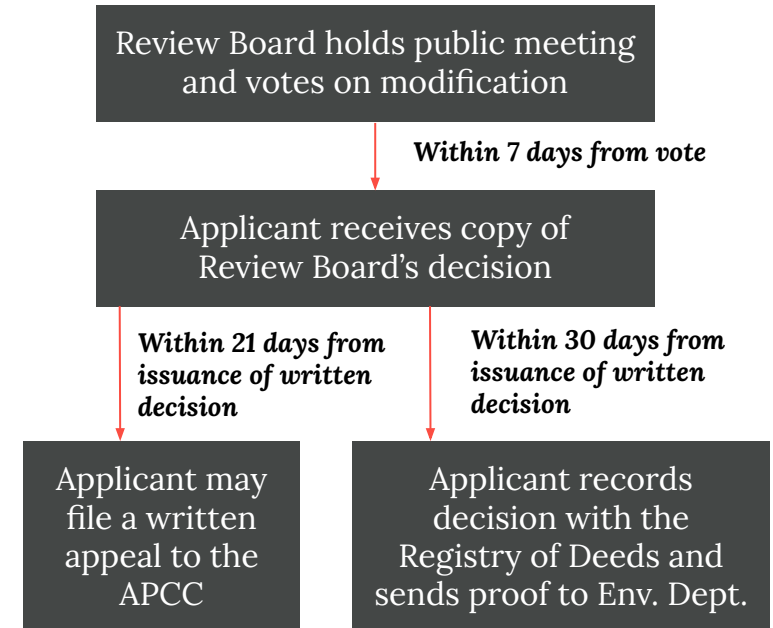 Review Board holds public meeting
and votes on modification
Within 7 days from vote
Applicant receives copy of
Review Board’s decision
Within 21 days from
issuance of written
decision
Within 30 days from
issuance of written
decision
Applicant may
file a written
appeal to the
APCC
Applicant records
decision with the
Registry of Deeds and
sends proof to Env. Dept.